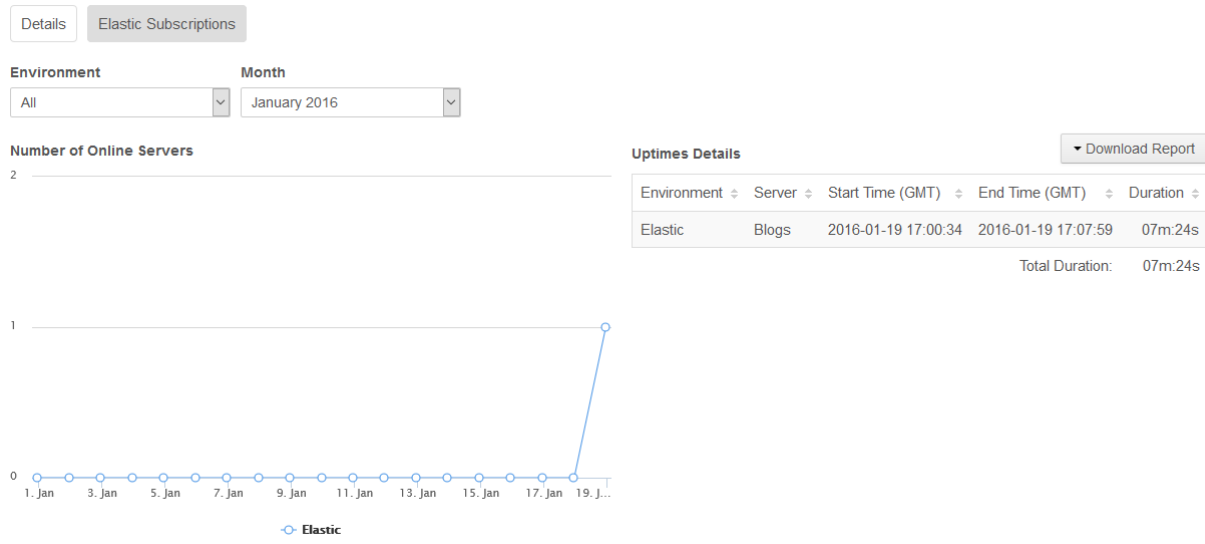 Details Elastic Subscriptions
Environment Month
All January 2016
Number of Online Servers
2
1
0
1. Jan 3. Jan 5. Jan 7. Jan 9. Jan 11. Jan 13. Jan 15. Jan 17. Jan 19. J...
Elastic
Uptimes Details Download Report
Environment Server Start Time (GMT) End Time (GMT) Duration
Elastic Blogs 2016-01-19 17:00:34 2016-01-19 17:07:59 07m:24s
Total Duration: 07m:24s